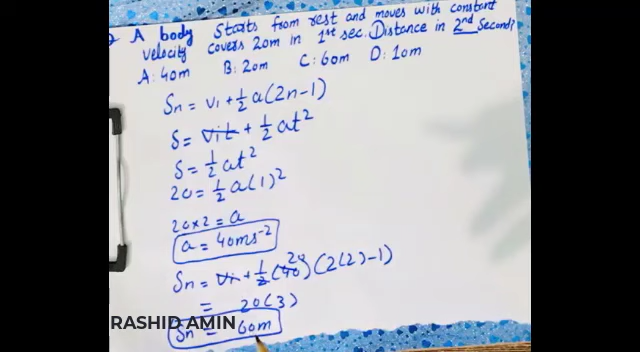 A body starts from rest and moves with constant
velocity covers 20m in 1st sec. Distance in 2nd second?
A: 40m B: 20m C: 60m D: 10m
Sn = Vi + 1/2 a(2n-1)
S = Vit + 1/2 at²
S = 1/2 at²
20 = 1/2 a(1)²
20x2 = a
a = 40ms⁻²
20
Sn = Vi + 1/2 (40) (2(2)-1)
= 20(3)
Sn = 60m
RASHID AMIN